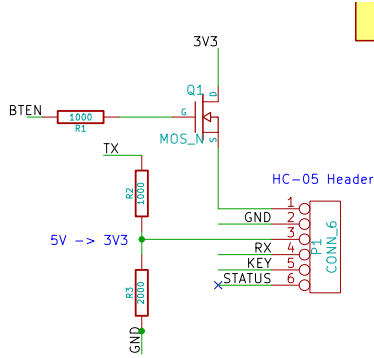 3V3
Q1
D
BTEN
1000
G
R1
MOS_N
S
TX
R2
1000
HC-05 Header
1
GND
2
5V -> 3V3
3
RX
4
KEY
5
STATUS
6
P1
CONN_6
R3
2000
GND